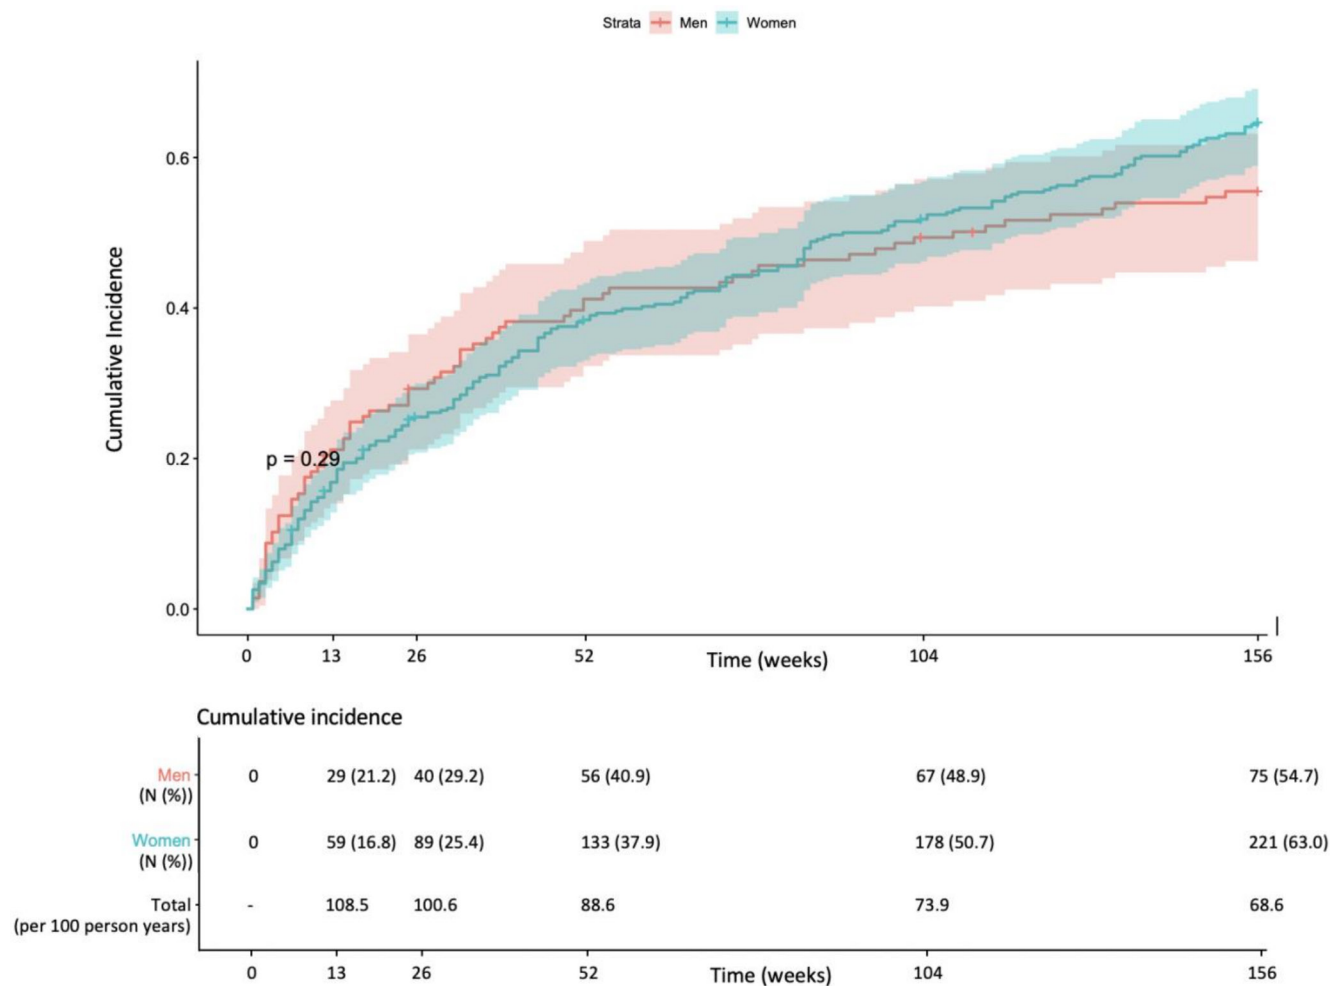 Strata Men Women
Cumulative Incidence
0.6
0.4
0.2
0.0
p = 0.29
0 13 26 52 104 156
Time (weeks)
Cumulative incidence
Men 0 29 (21.2) 40 (29.2) 56 (40.9) 67 (48.9) 75 (54.7)
(N (%))
Women 0 59 (16.8) 89 (25.4) 133 (37.9) 178 (50.7) 221 (63.0)
(N (%))
Total - 108.5 100.6 88.6 73.9 68.6
(per 100 person years)
0 13 26 52 104 156
Time (weeks)